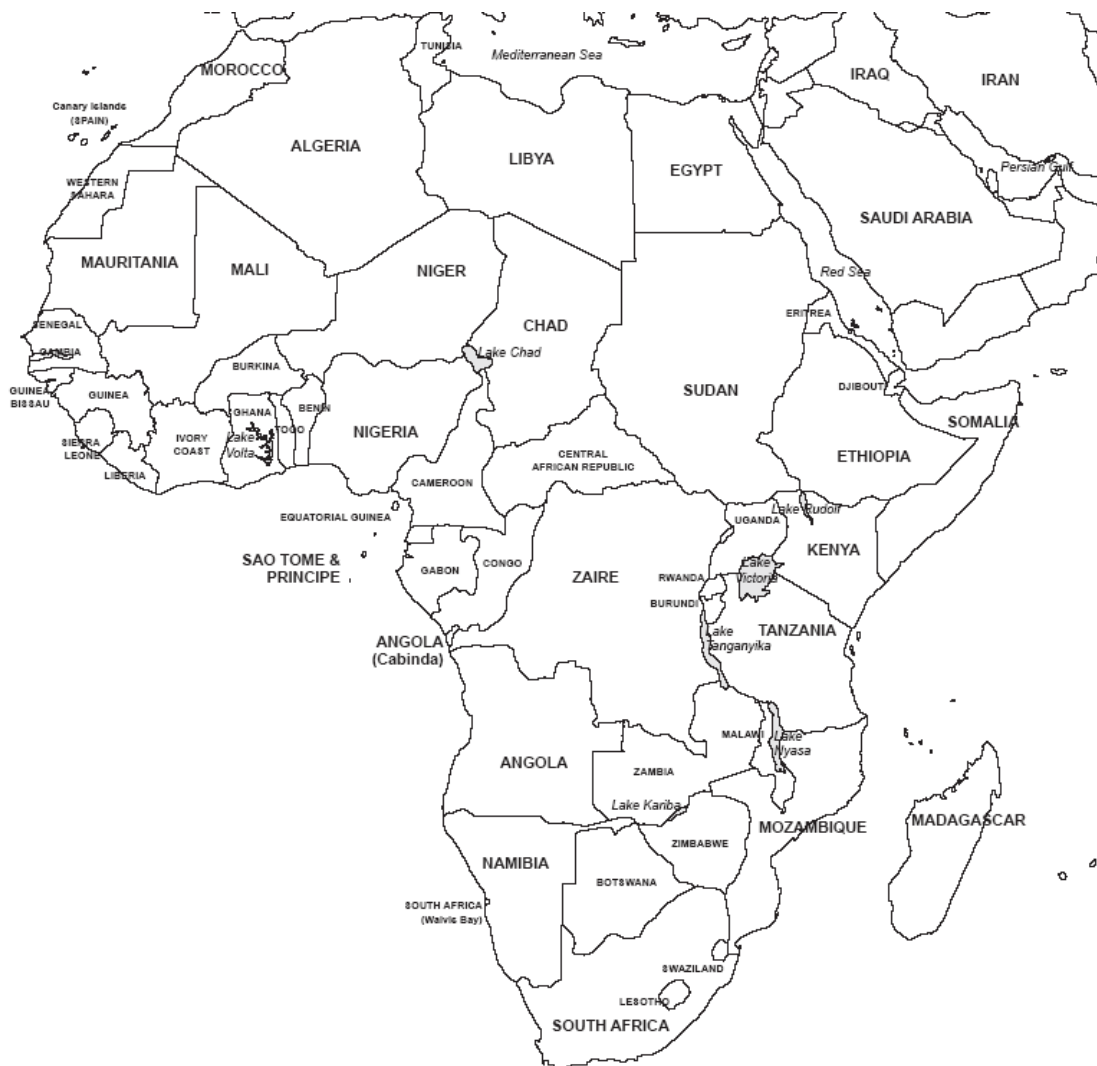 TUNISIA
Mediterranean Sea
MOROCCO
IRAQ
IRAN
Canary Islands
(SPAIN)
ALGERIA
LIBYA
EGYPT
Persian Gulf
WESTERN
SAHARA
SAUDI ARABIA
MAURITANIA
MALI
NIGER
Red Sea
CHAD
ERITREA
SENEGAL
GAMBIA
Lake Chad
BURKINA
SUDAN
DJIBOUTI
GUINEA
BISSAU
GUINEA
GHANA
BENIN
TOGO
NIGERIA
SOMALIA
SIERRA
LEONE
IVORY
COAST
Lake
Volta
LIBERIA
CENTRAL
AFRICAN REPUBLIC
ETHIOPIA
CAMEROON
EQUATORIAL GUINEA
UGANDA
Lake Rudolf
KENYA
SAO TOME &
PRINCIPE
GABON
CONGO
ZAIRE
RWANDA
Lake
Victoria
BURUNDI
TANZANIA
Lake
Tanganyika
ANGOLA
(Cabinda)
MALAWI
Lake
Nyasa
ANGOLA
ZAMBIA
Lake Kariba
MOZAMBIQUE
MADAGASCAR
ZIMBABWE
NAMIBIA
BOTSWANA
SOUTH AFRICA
(Walvis Bay)
SWAZILAND
LESOTHO
SOUTH AFRICA